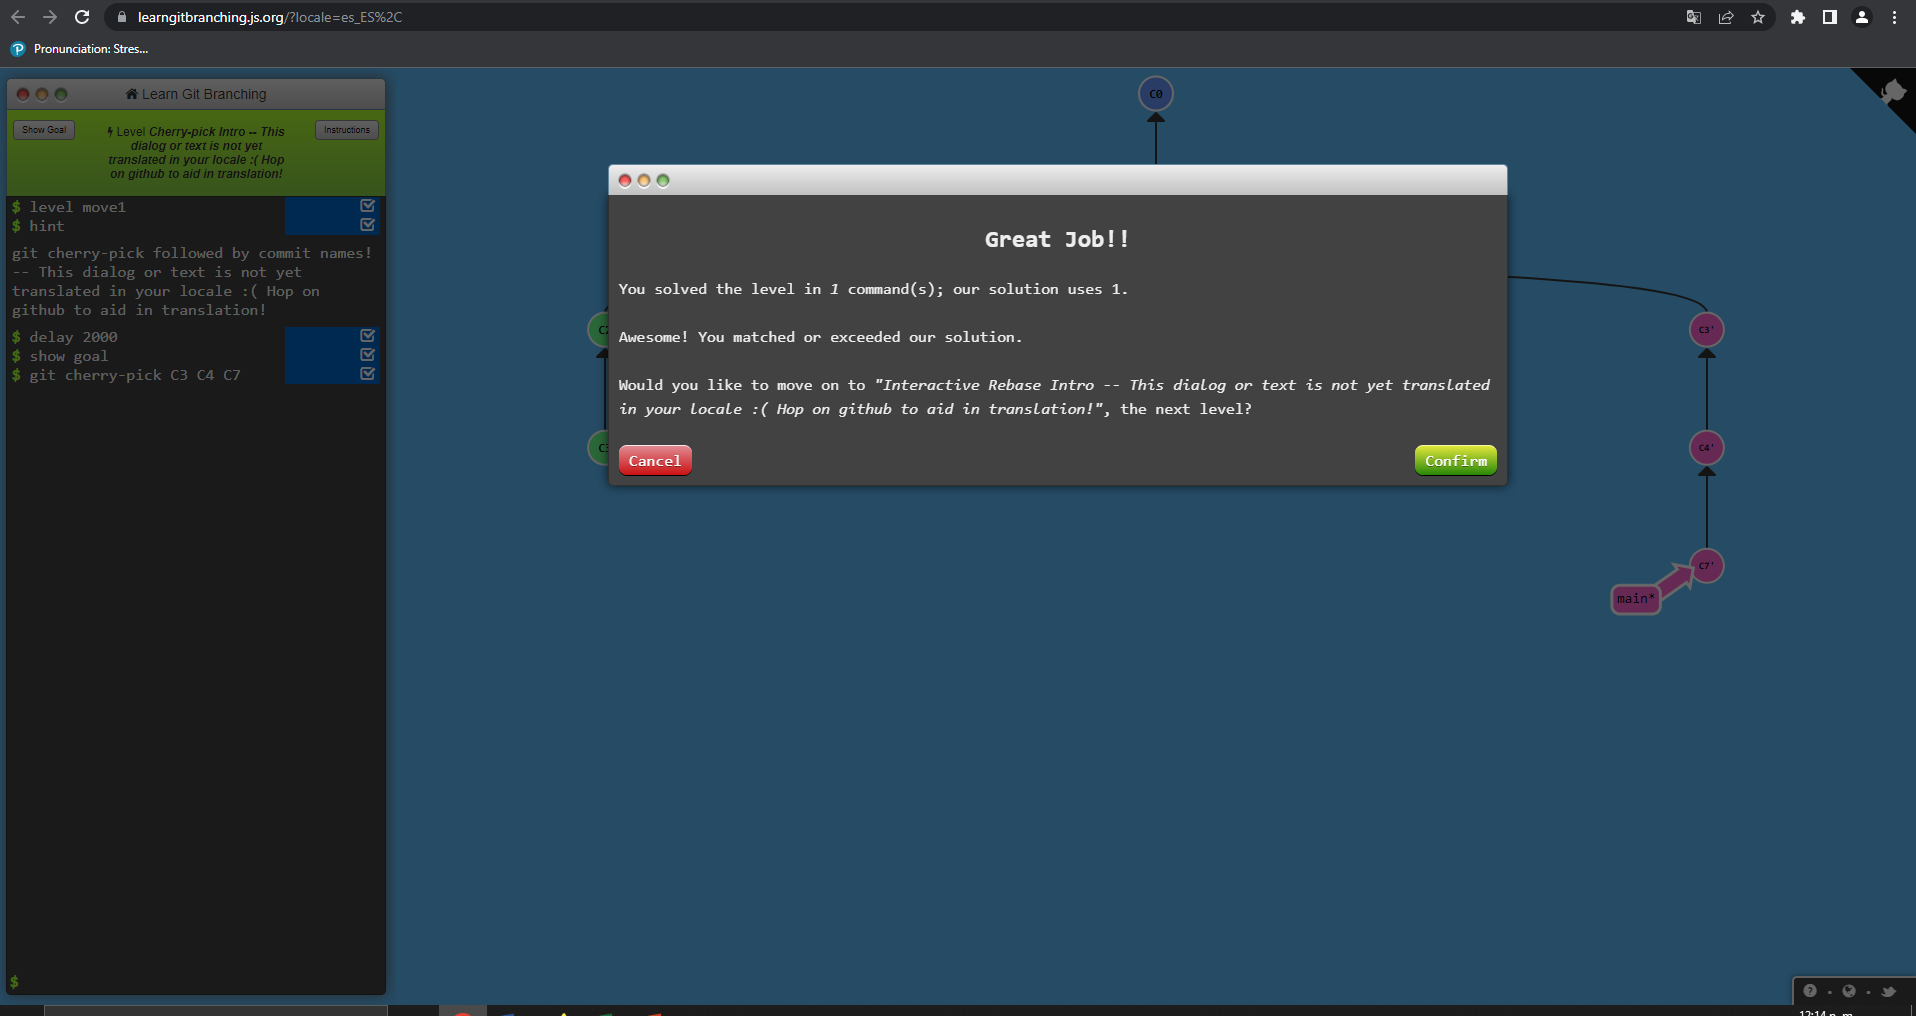 learngitbranching.js.org/?locale=es_ES%2C
Pronunciation: Stres...
Learn Git Branching
Show Goal
Level Cherry-pick Intro -- This
dialog or text is not yet
translated in your locale :( Hop
on github to aid in translation!
Instructions
$ level move1
$ hint
git cherry-pick followed by commit names!
-- This dialog or text is not yet
translated in your locale :( Hop on
github to aid in translation!
$ delay 2000
$ show goal
$ git cherry-pick C3 C4 C7
$
C0
Great Job!!
You solved the level in 1 command(s); our solution uses 1.
Awesome! You matched or exceeded our solution.
Would you like to move on to "Interactive Rebase Intro -- This dialog or text is not yet translated
in your locale :( Hop on github to aid in translation!", the next level?
Cancel
Confirm
C3'
C4'
C7'
main*